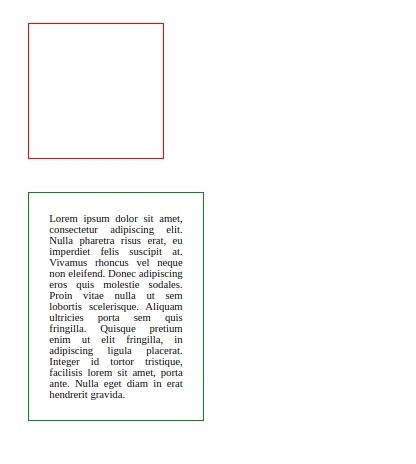 Lorem ipsum dolor sit amet,
consectetur adipiscing elit.
Nulla pharetra risus erat, eu
imperdiet felis suscipit at.
Vivamus rhoncus vel neque
non eleifend. Donec adipiscing
eros quis molestie sodales.
Proin vitae nulla ut sem
lobortis scelerisque. Aliquam
ultricies porta sem quis
fringilla. Quisque pretium
enim ut elit fringilla, in
adipiscing ligula placerat.
Integer id tortor tristique,
facilisis lorem sit amet, porta
ante. Nulla eget diam in erat
hendrerit gravida.